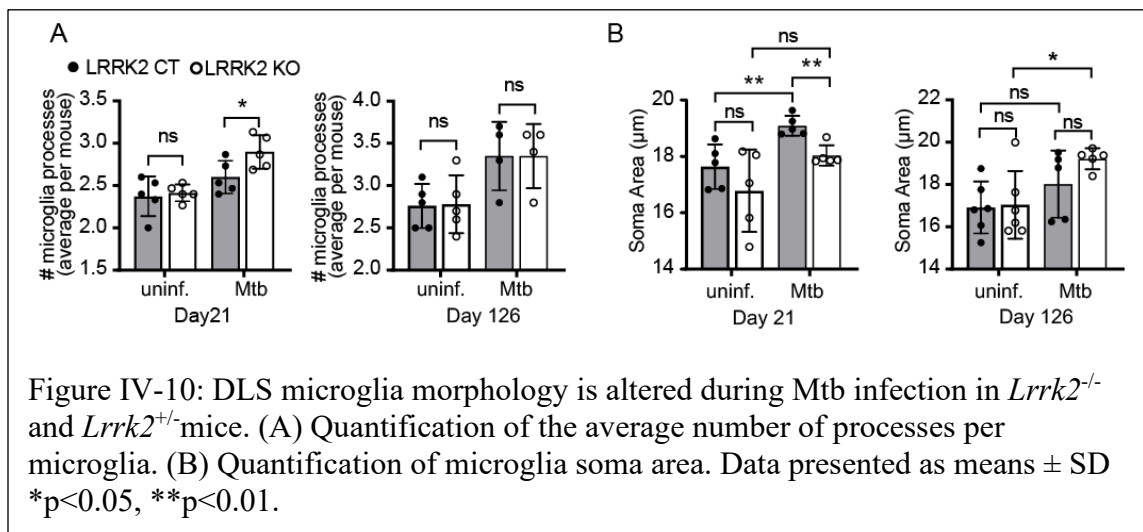 A
B
● LRRK2 CT ○ LRRK2 KO
# microglia processes
(average per mouse)
3.5
3.0
2.5
2.0
1.5
ns
*
uninf.
Mtb
Day21
# microglia processes
(average per mouse)
4.0
3.5
3.0
2.5
2.0
ns
ns
uninf.
Mtb
Day 126
Soma Area (μm)
20
18
16
14
ns
**
**
ns
uninf.
Mtb
Day 21
Soma Area (μm)
22
20
18
16
14
*
ns
ns
ns
uninf.
Mtb
Day 126
Figure IV-10: DLS microglia morphology is altered during Mtb infection in Lrrk2-/-
and Lrrk2+/-mice. (A) Quantification of the average number of processes per
microglia. (B) Quantification of microglia soma area. Data presented as means ± SD
*p<0.05, **p<0.01.